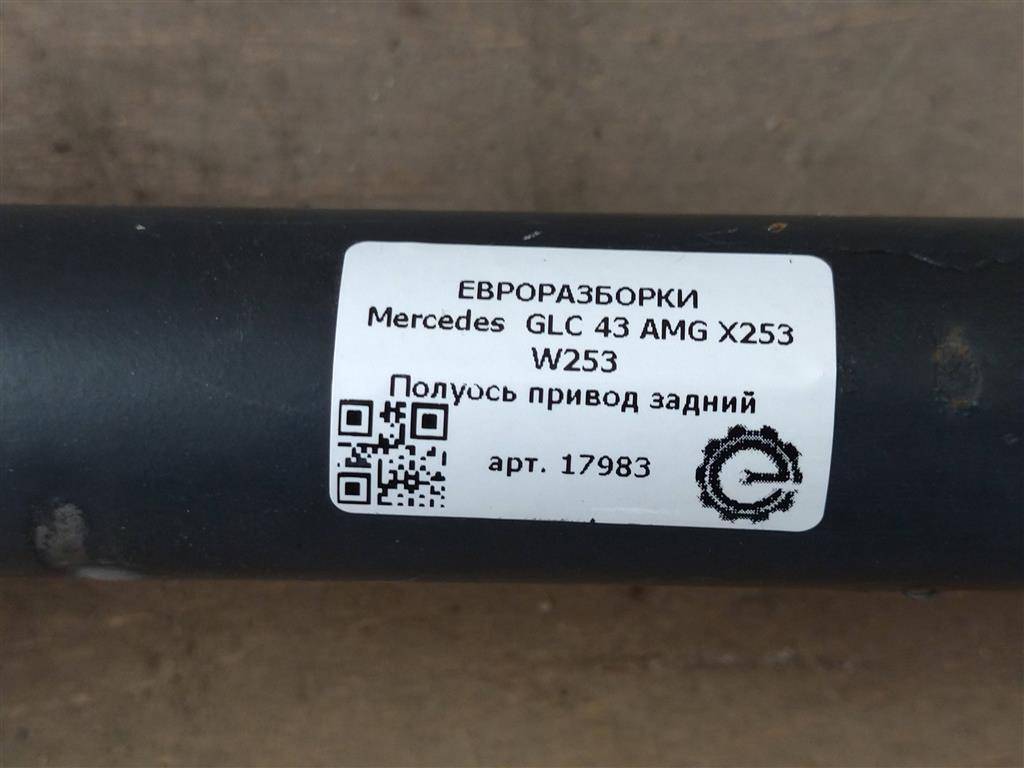 ЕВРОРАЗБОРКИ
Mercedes GLC 43 AMG X253
W253
Полуось привод задний
арт. 17983